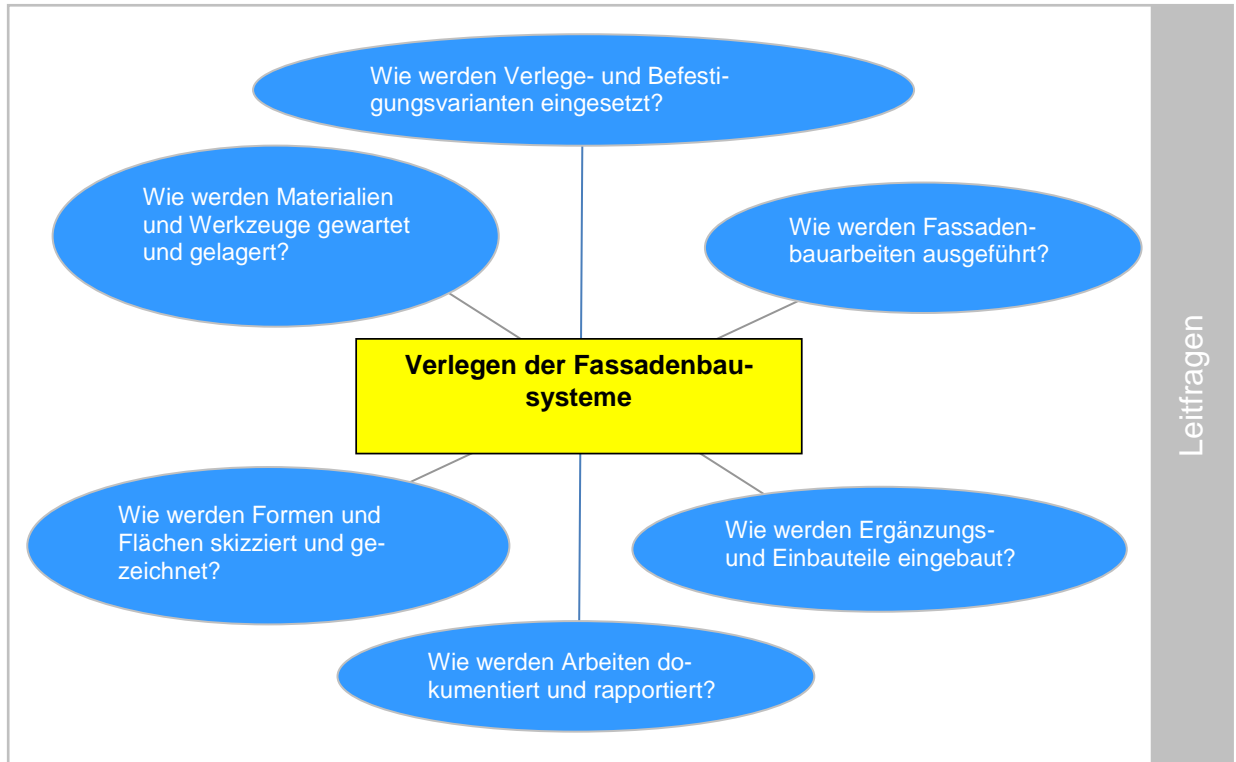 Wie werden Verlege- und Befesti-
gungsvarianten eingesetzt?
Wie werden Materialien
und Werkzeuge gewartet
und gelagert?
Wie werden Fassaden-
bauarbeiten ausgeführt?
Verlegen der Fassadenbau-
systeme
Wie werden Formen und
Flächen skizziert und ge-
zeichnet?
Wie werden Ergänzungs-
und Einbauteile eingebaut?
Wie werden Arbeiten do-
kumentiert und rapportiert?
Leitfragen